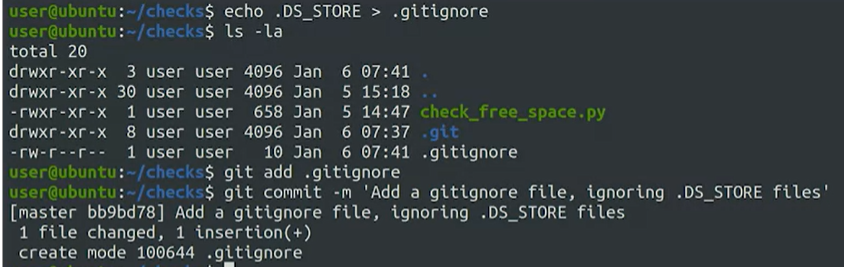 user@ubuntu:~/checks$ echo .DS_STORE > .gitignore
user@ubuntu:~/checks$ ls -la
total 20
drwxr-xr-x  3 user user 4096 Jan  6 07:41 .
drwxr-xr-x 30 user user 4096 Jan  5 15:18 ..
-rwxr-xr-x  1 user user  658 Jan  5 14:47 check_free_space.py
drwxr-xr-x  8 user user 4096 Jan  6 07:37 .git
-rw-r--r--  1 user user   10 Jan  6 07:41 .gitignore
user@ubuntu:~/checks$ git add .gitignore
user@ubuntu:~/checks$ git commit -m 'Add a gitignore file, ignoring .DS_STORE files'
[master bb9bd78] Add a gitignore file, ignoring .DS_STORE files
 1 file changed, 1 insertion(+)
 create mode 100644 .gitignore